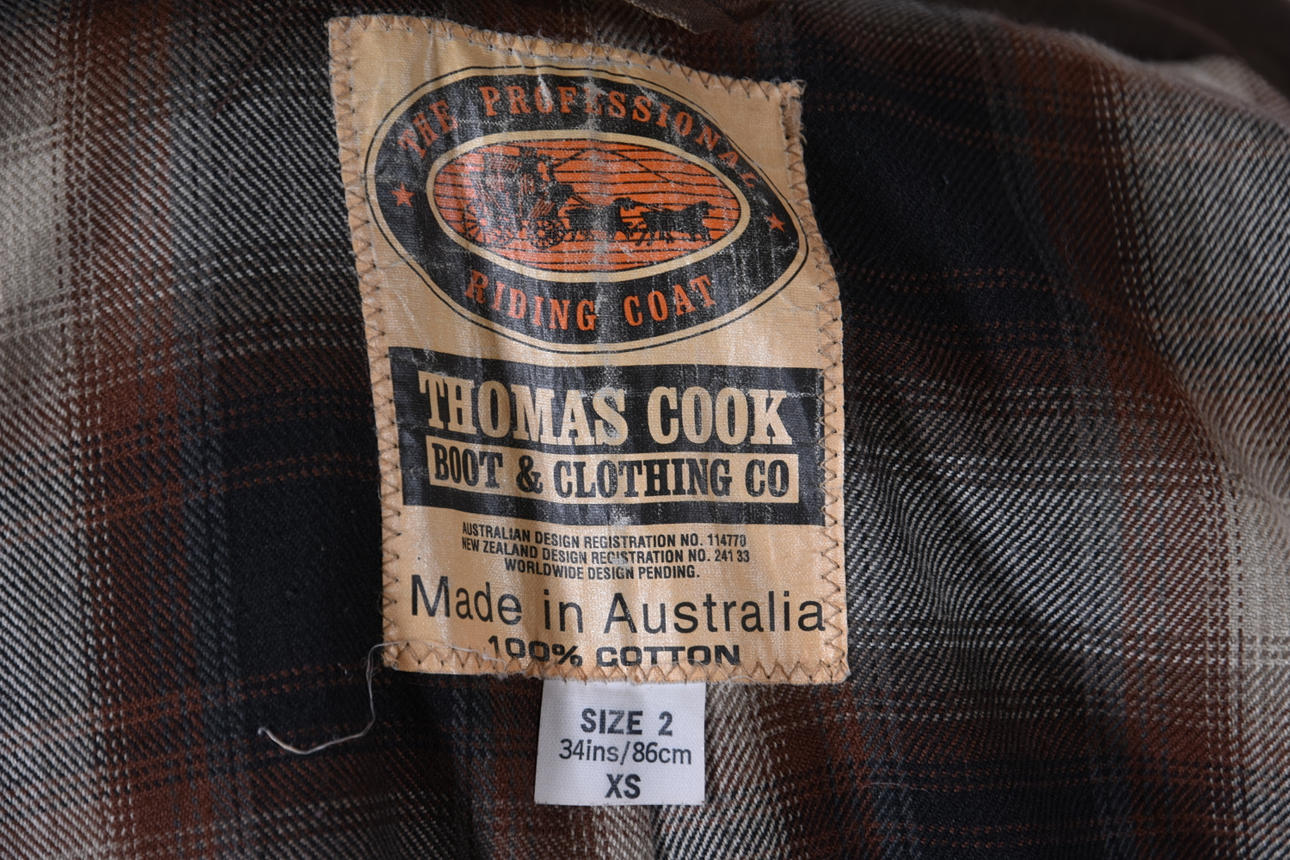 THE PROFESSIONAL
RIDING COAT
THOMAS COOK
BOOT & CLOTHING CO
AUSTRALIAN DESIGN REGISTRATION NO. 114770
NEW ZEALAND DESIGN REGISTRATION NO. 241 33
WORLDWIDE DESIGN PENDING.
Made in Australia
100% COTTON
SIZE 2
34ins/86cm
XS